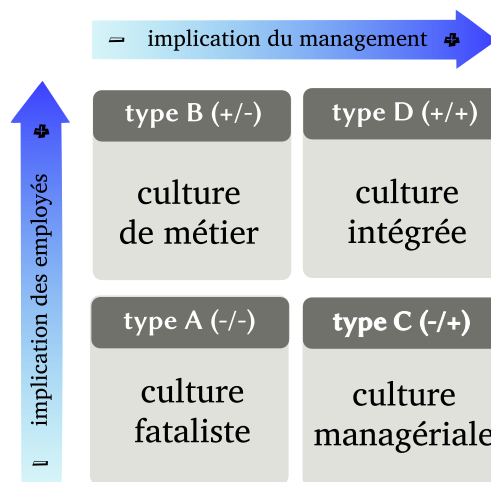 – implication du management +
type B (+/-)
culture
de métier
type D (+/+)
culture
intégrée
– implication des employés +
type A (-/-)
culture
fataliste
type C (-/+)
culture
managériale